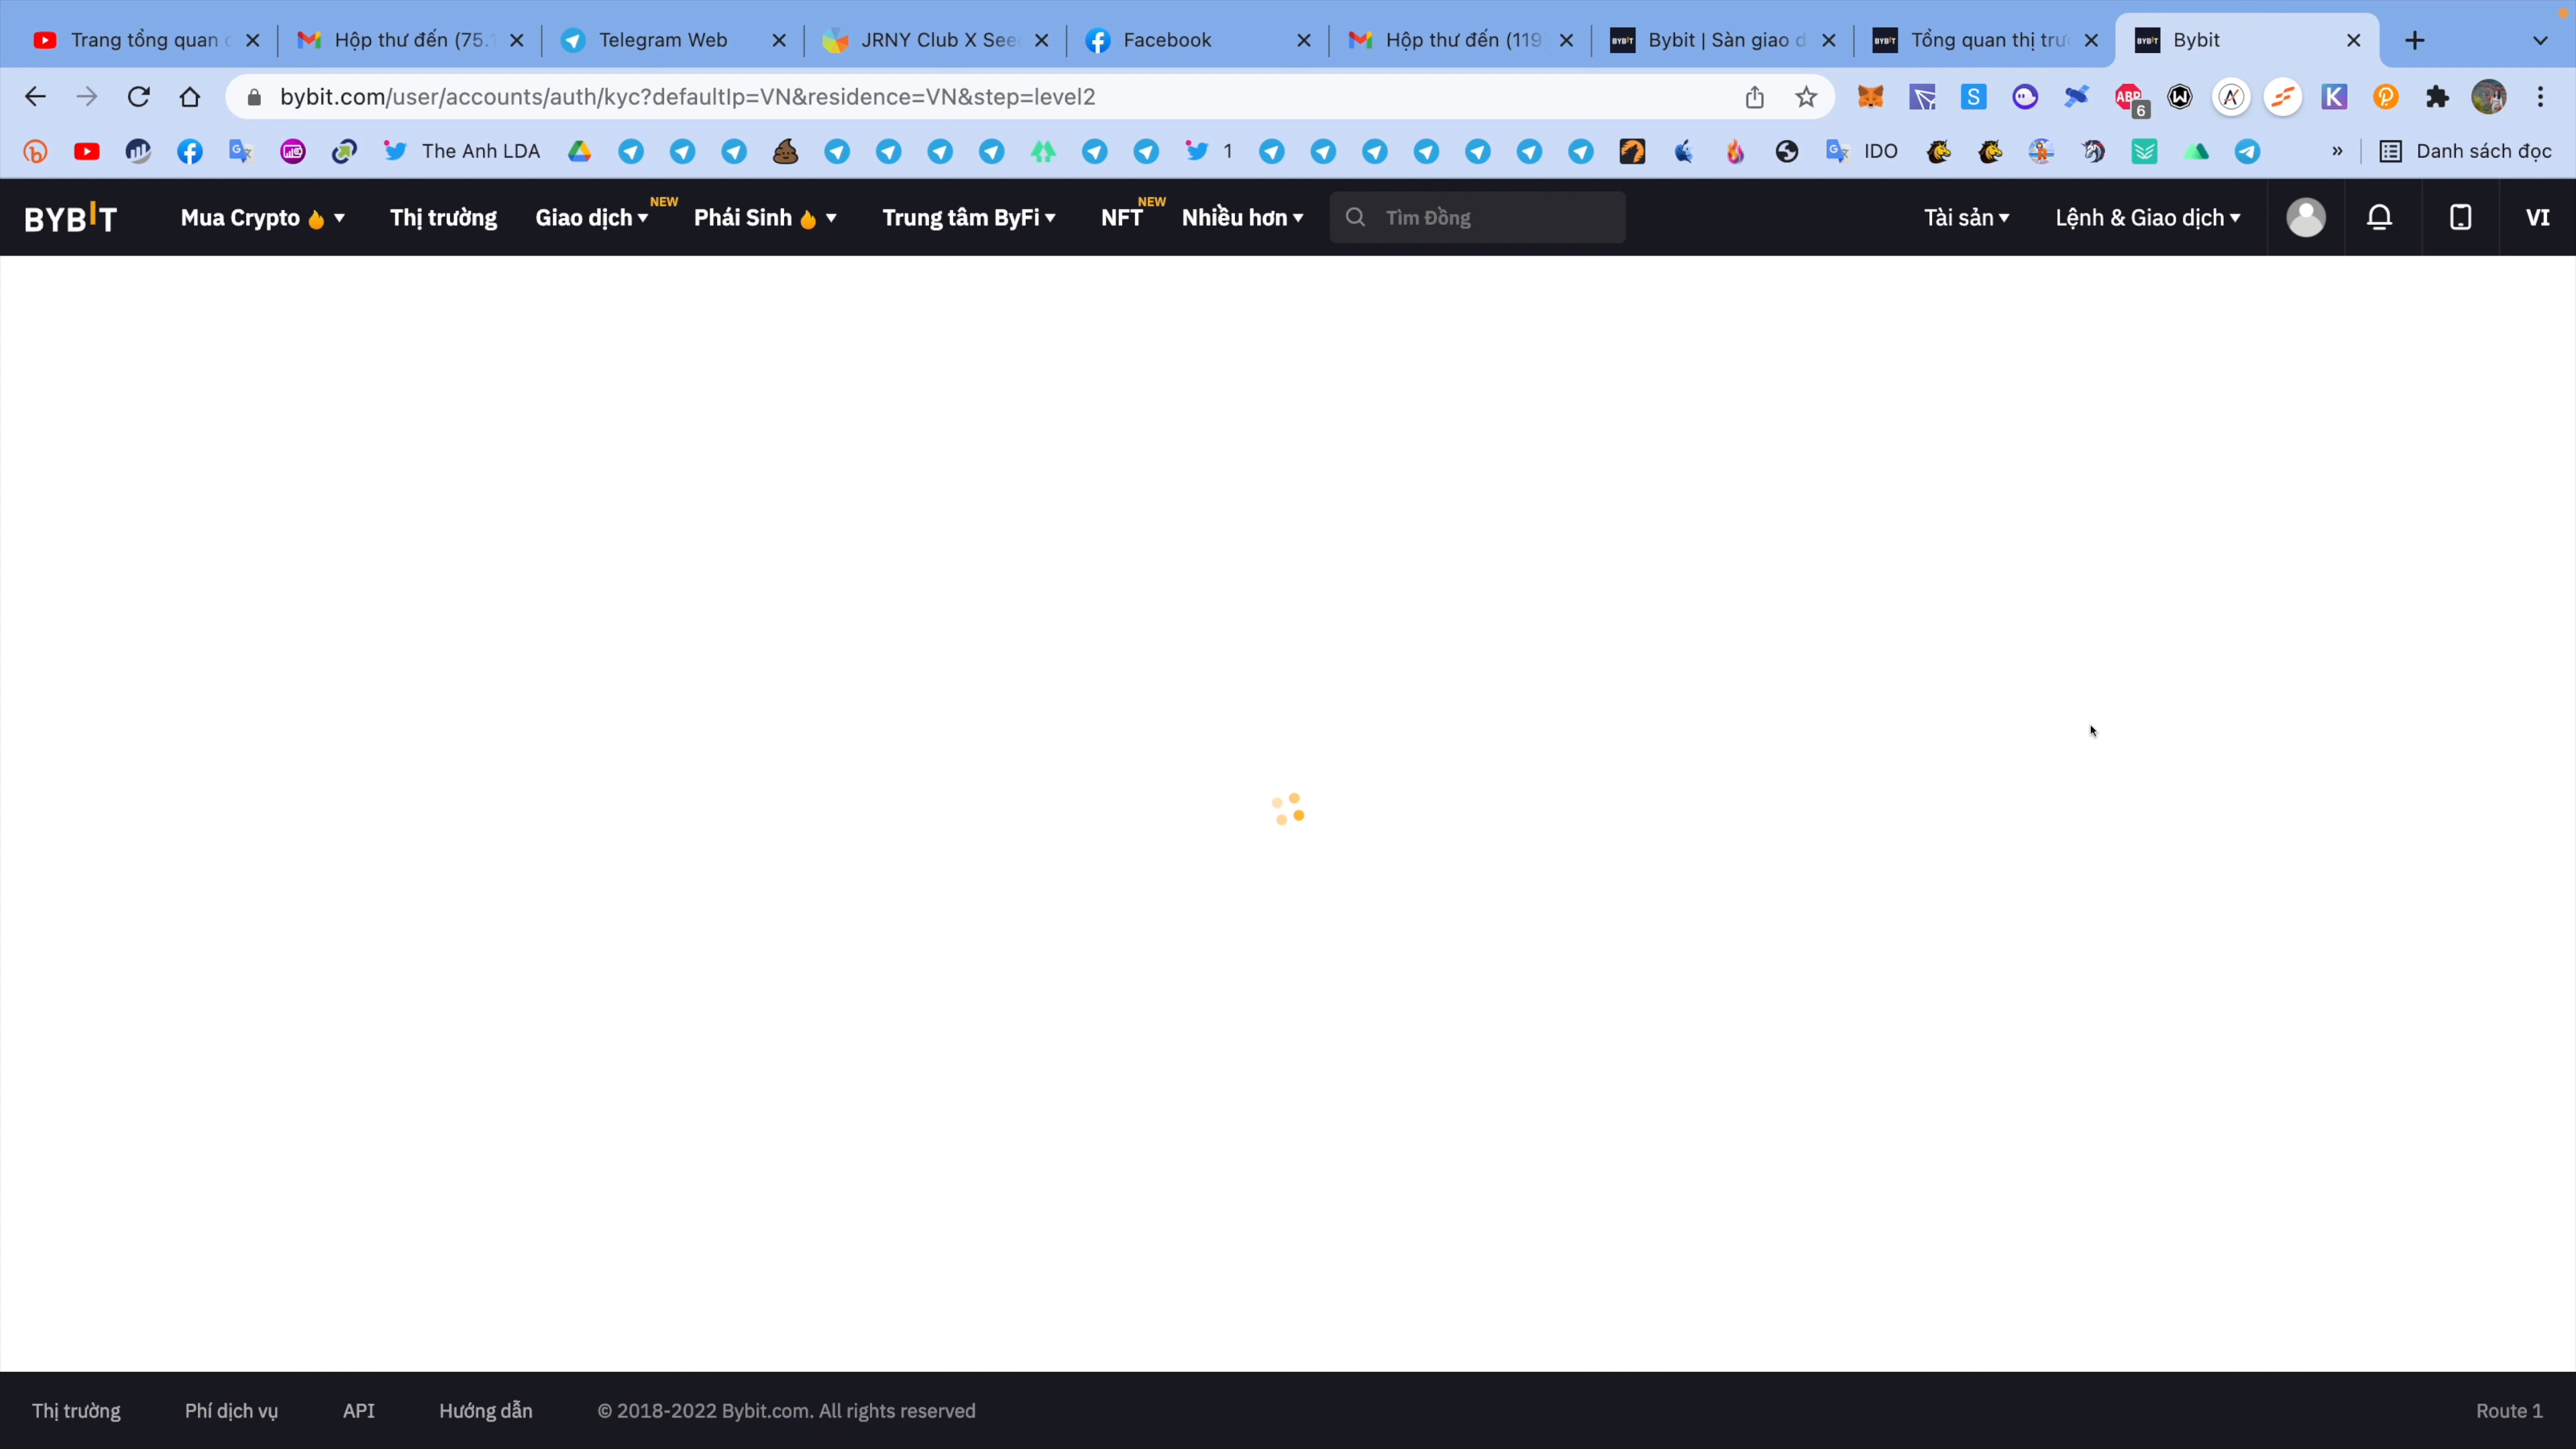 Trang tổng quan
Hộp thư đến (75.
Telegram Web
JRNY Club X See
Facebook
Hộp thư đến (119
Bybit | Sàn giao d
Tổng quan thị trư
Bybit
bybit.com/user/accounts/auth/kyc?defaultIp=VN&residence=VN&step=level2
ABP
6
The Anh LDA
1
IDO
Danh sách đọc
BYBIT
Mua Crypto
Thị trường
Giao dịch
NEW
Phái Sinh
Trung tâm ByFi
NFT
NEW
Nhiều hơn
Tìm Đồng
Tài sản
Lệnh & Giao dịch
VI
Thị trường
Phí dịch vụ
API
Hướng dẫn
© 2018-2022 Bybit.com. All rights reserved
Route 1